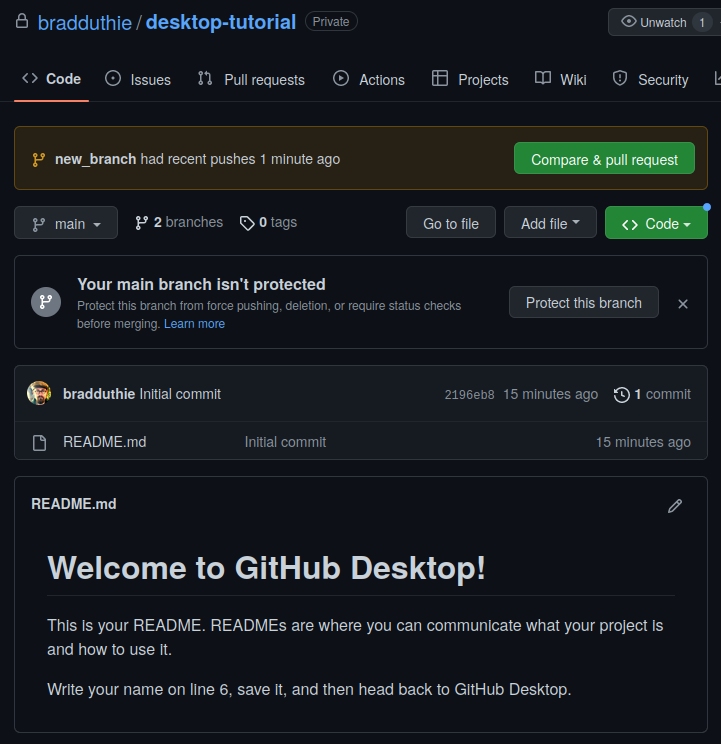 bradduthie / desktop-tutorial Private Unwatch 1
Code Issues Pull requests Actions Projects Wiki Security
new_branch had recent pushes 1 minute ago Compare & pull request
main 2 branches 0 tags Go to file Add file Code
Your main branch isn't protected
Protect this branch from force pushing, deletion, or require status checks
before merging. Learn more
Protect this branch
bradduthie Initial commit 2196eb8 15 minutes ago 1 commit
README.md Initial commit 15 minutes ago
README.md
Welcome to GitHub Desktop!
This is your README. READMEs are where you can communicate what your project is
and how to use it.
Write your name on line 6, save it, and then head back to GitHub Desktop.